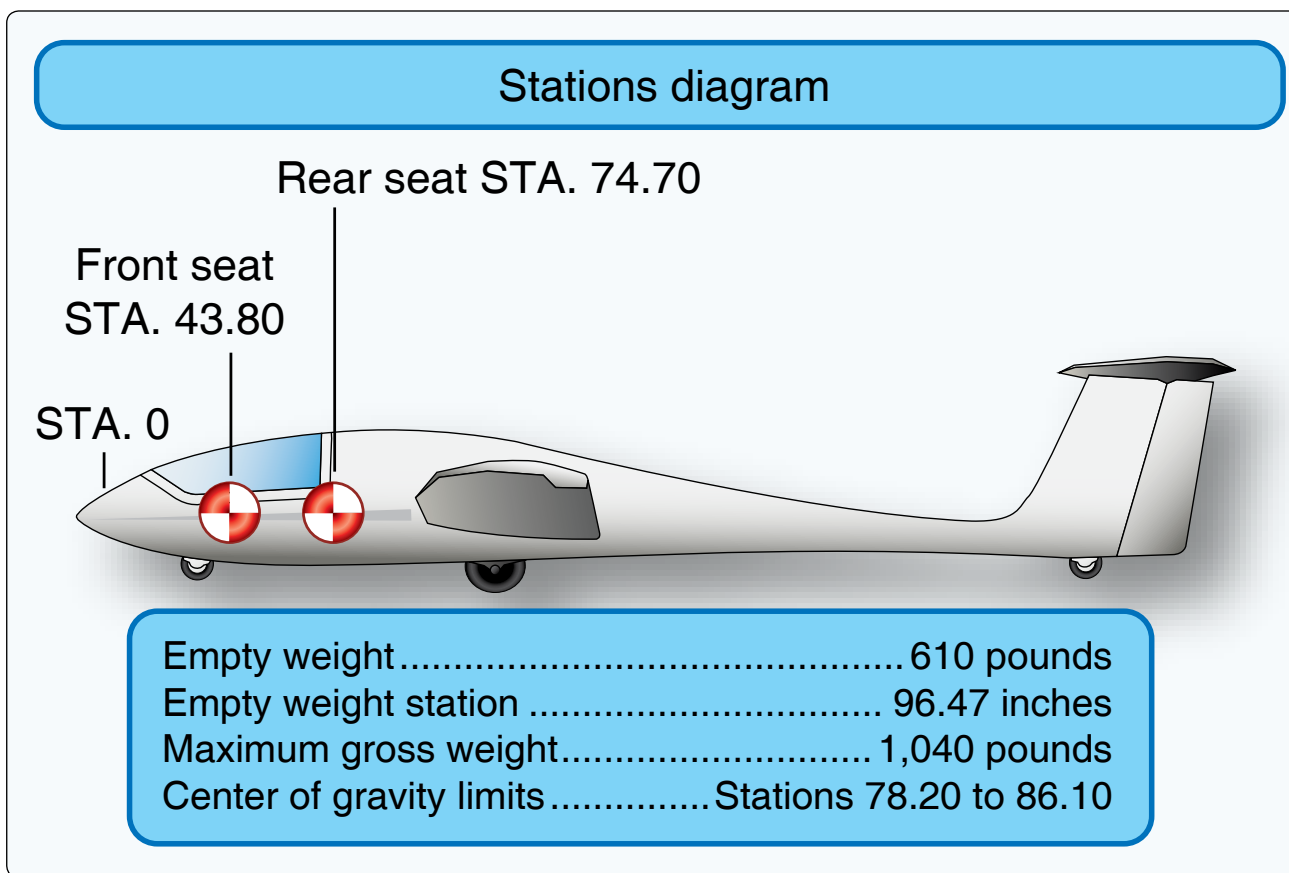 Stations diagram
Rear seat STA. 74.70
Front seat
STA. 43.80
STA. 0
Empty weight............................................... 610 pounds
Empty weight station ................................. 96.47 inches
Maximum gross weight............................. 1,040 pounds
Center of gravity limits...............Stations 78.20 to 86.10